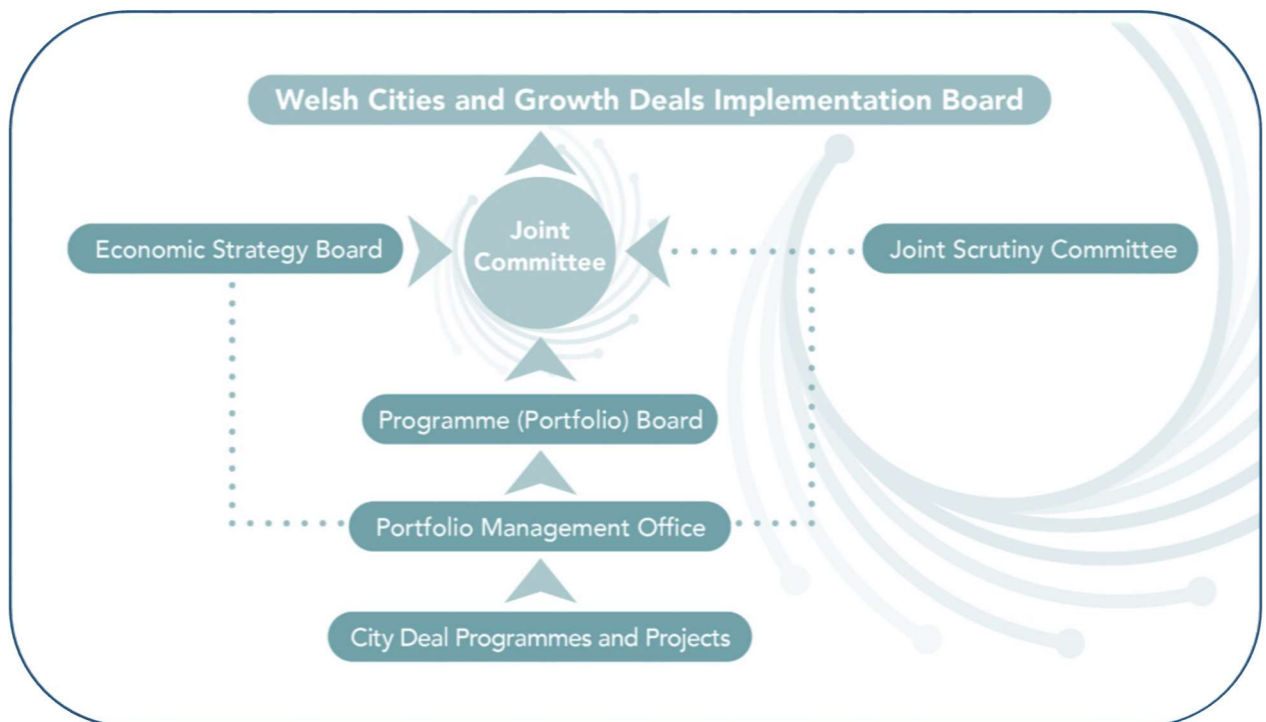 Welsh Cities and Growth Deals Implementation Board
Economic Strategy Board
Joint
Committee
Joint Scrutiny Committee
Programme (Portfolio) Board
Portfolio Management Office
City Deal Programmes and Projects